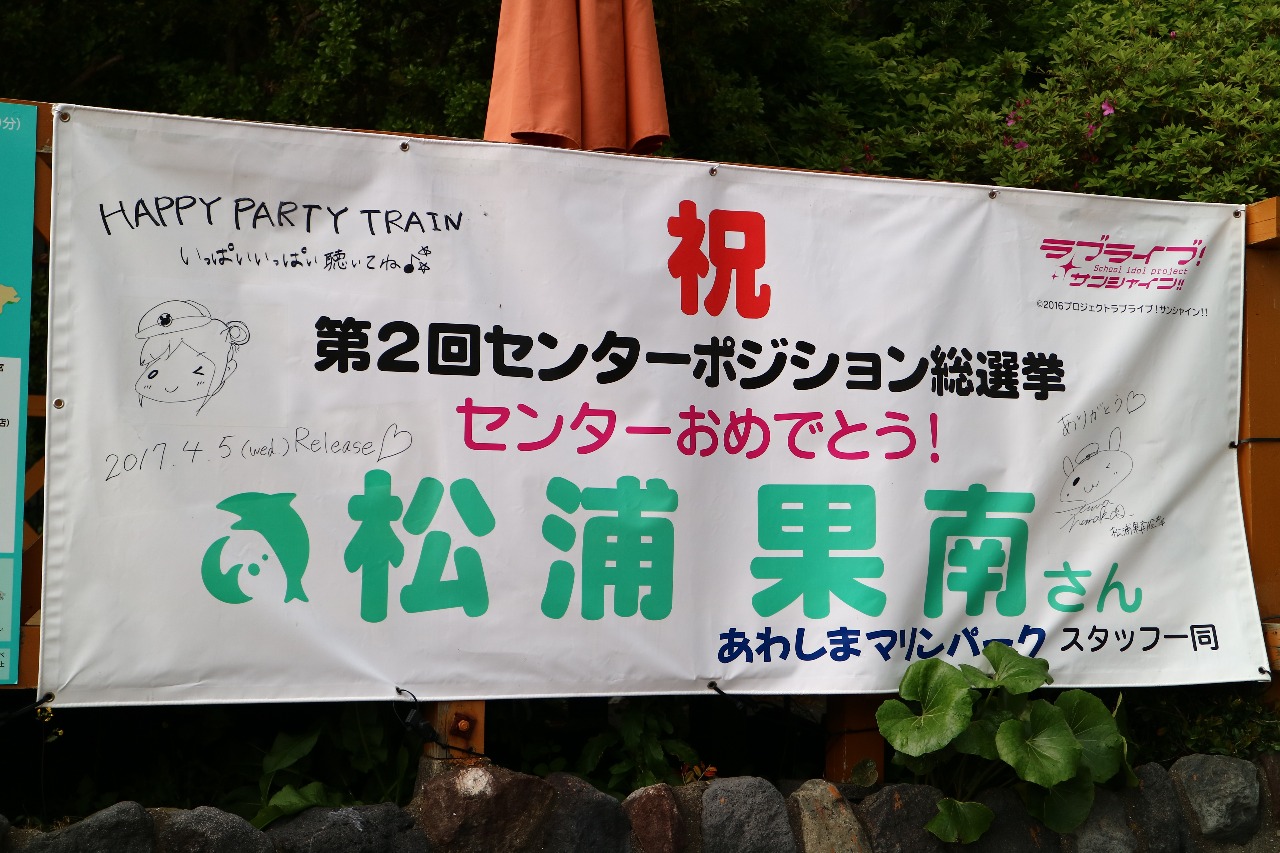 HAPPY PARTY TRAIN
いっぱいいっぱい聴いてね♪
祝
ラブライブ!
School idol project
サンシャイン!!
©2016プロジェクトラブライブ!サンシャイン!!
第2回センターポジション総選挙
センターおめでとう!
ありがとう♡
2017.4.5(wed.)Release♡
松浦果南さん
あわしまマリンパーク スタッフ一同